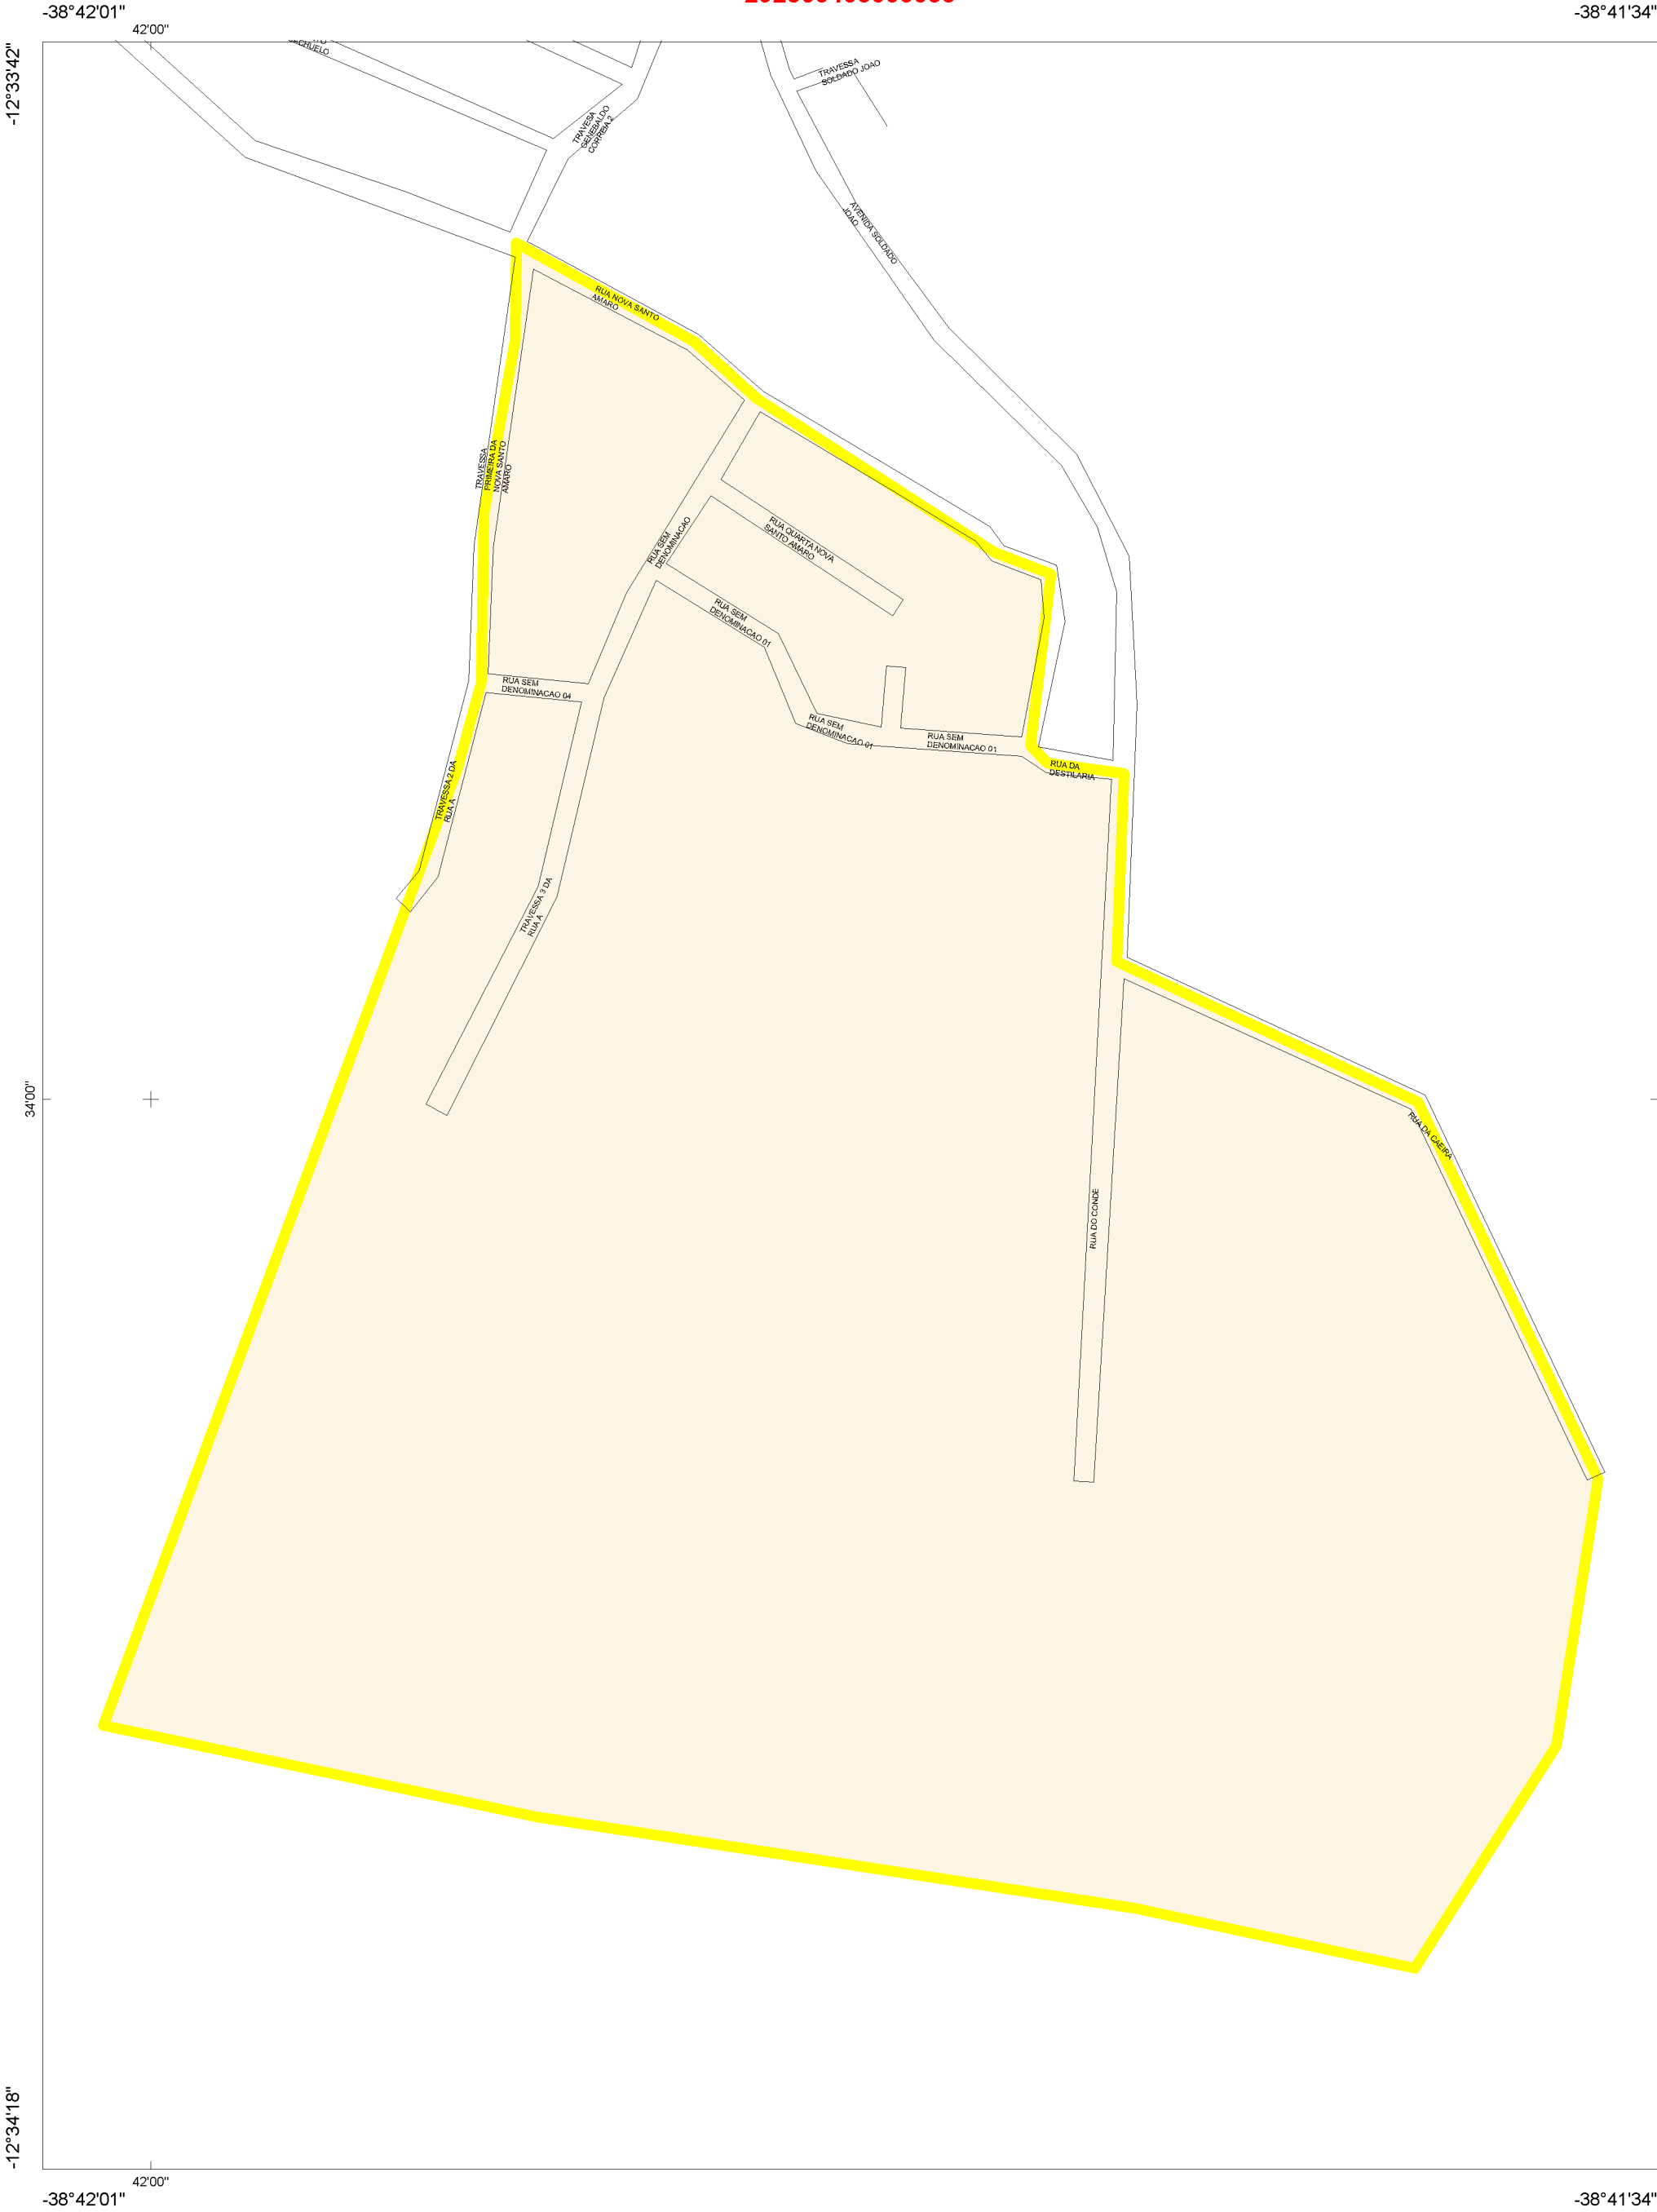 -38°42'01"
-38°41'34"
42'00"
-12°33'42"
TRAVESSA
SOLDADO JOAO
TRAVESA
GENEBALDO
CORREIA 2
AVENIDA SOLDADO
JOAO
RUA NOVA SANTO
AMARO
TRAVESSA
PRIMEIRA DA
NOVA SANTO
AMARO
RUA SEM
DENOMINACAO
RUA QUARTA NOVA
SANTO AMARO
RUA SEM
DENOMINACAO 01
RUA SEM
DENOMINACAO 04
RUA SEM
DENOMINACAO 01
RUA SEM
DENOMINACAO 01
RUA DA
DESTILARIA
TRAVESSA 2 DA
RUA A
TRAVESSA 3 DA
RUA A
34'00"
RUA DA CAEIRA
RUA DO CONDE
-12°34'18"
42'00"
-38°42'01"
-38°41'34"